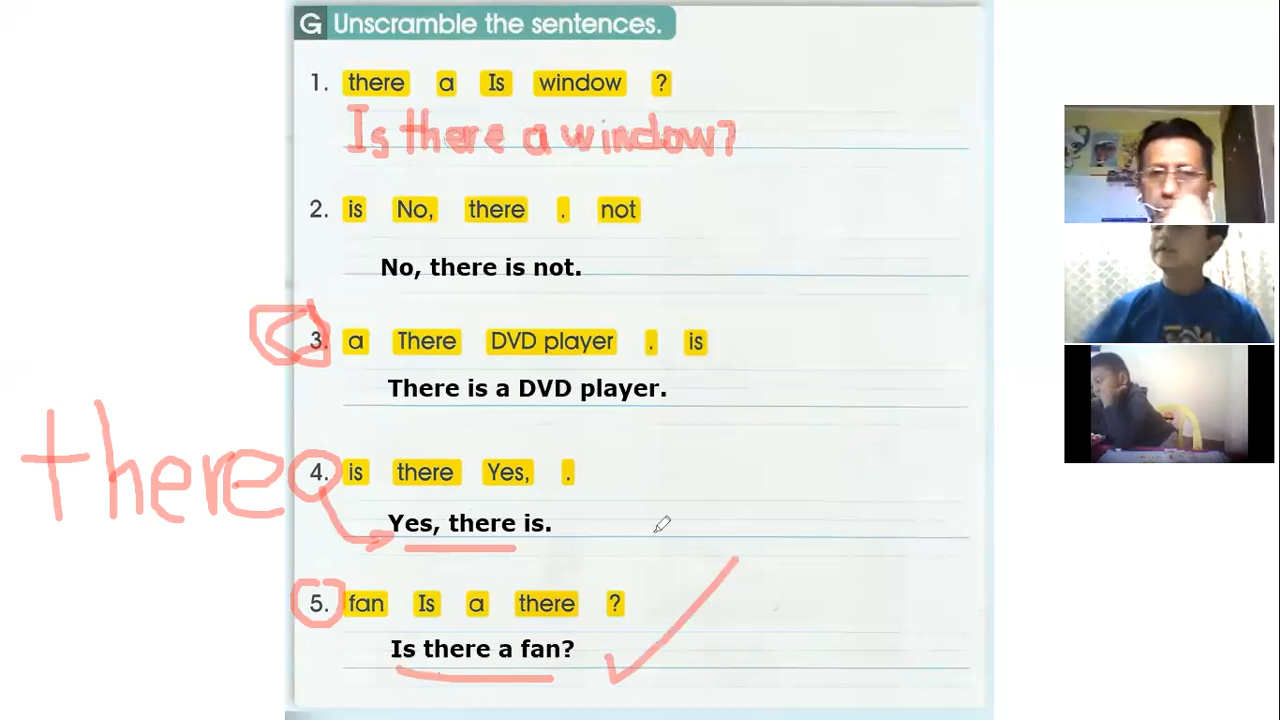 G Unscramble the sentences.
1. there a Is window ?
Is there a window?
2. is No, there . not
No, there is not.
3. a There DVD player . is
There is a DVD player.
there
4. is there Yes, .
Yes, there is.
5. fan Is a there ?
Is there a fan?